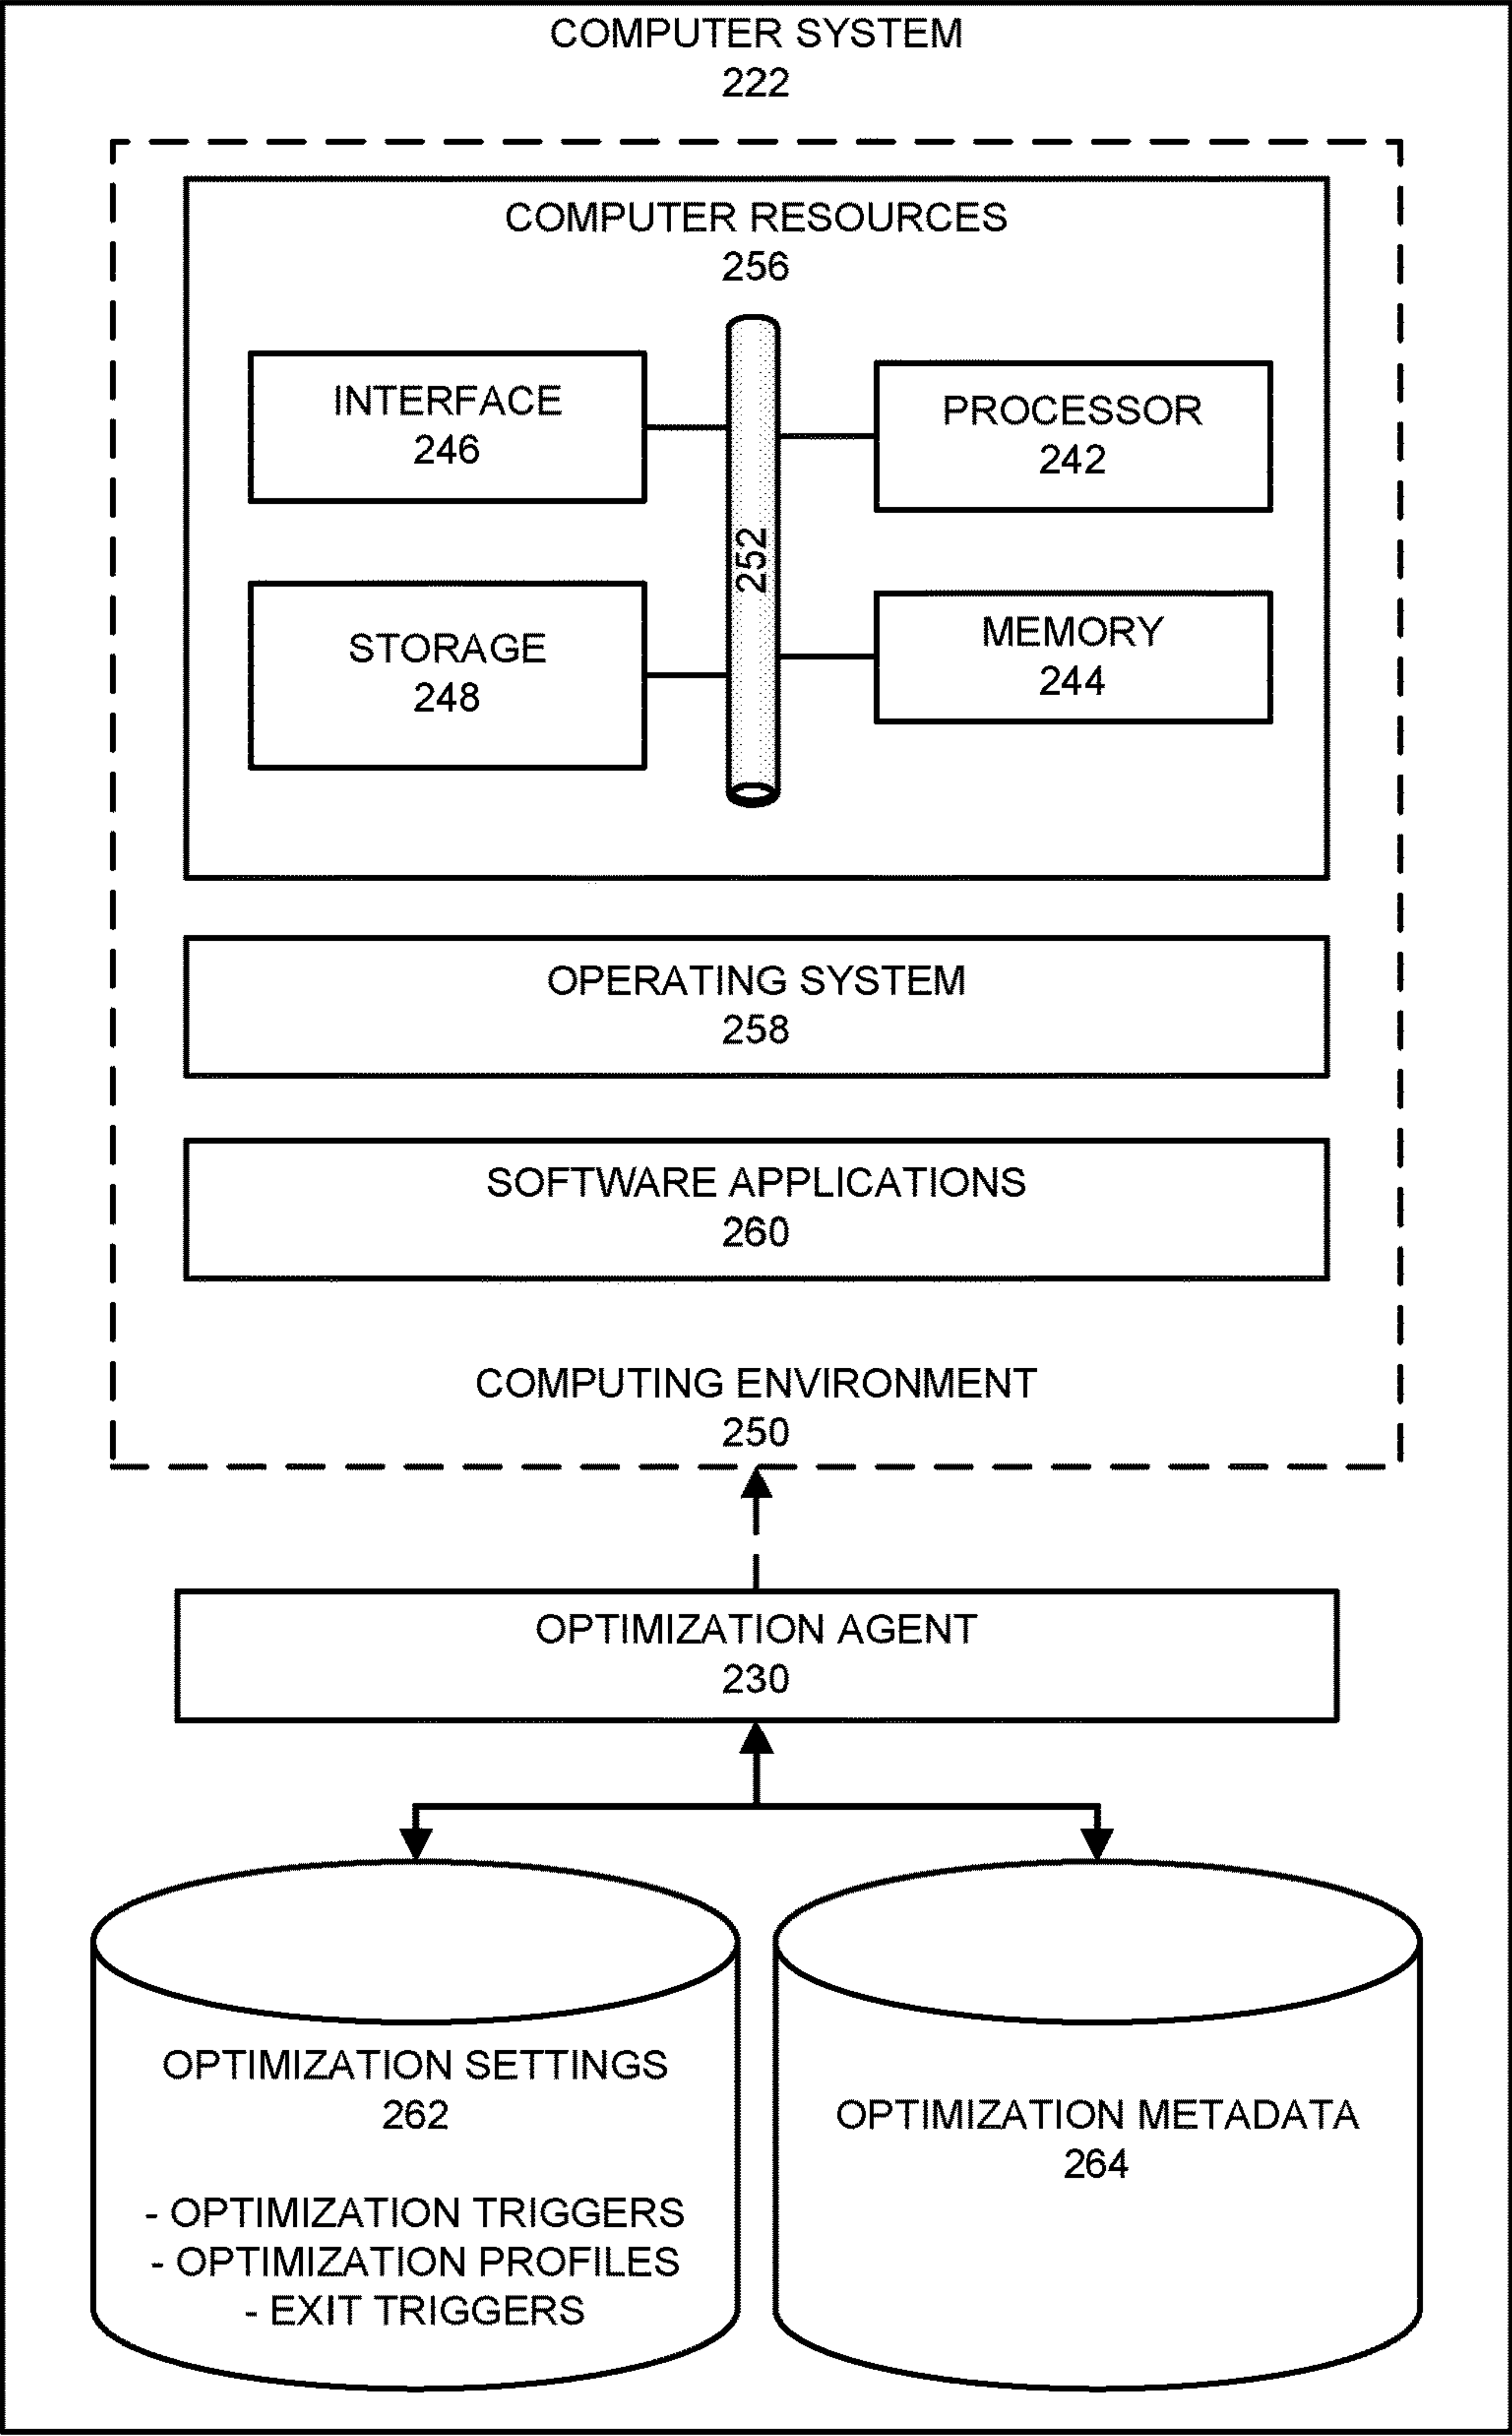 COMPUTER SYSTEM
222
COMPUTER RESOURCES
256
INTERFACE
246
PROCESSOR
242
252
STORAGE
248
MEMORY
244
OPERATING SYSTEM
258
SOFTWARE APPLICATIONS
260
COMPUTING ENVIRONMENT
250
OPTIMIZATION AGENT
230
OPTIMIZATION SETTINGS
262
- OPTIMIZATION TRIGGERS
- OPTIMIZATION PROFILES
- EXIT TRIGGERS
OPTIMIZATION METADATA
264